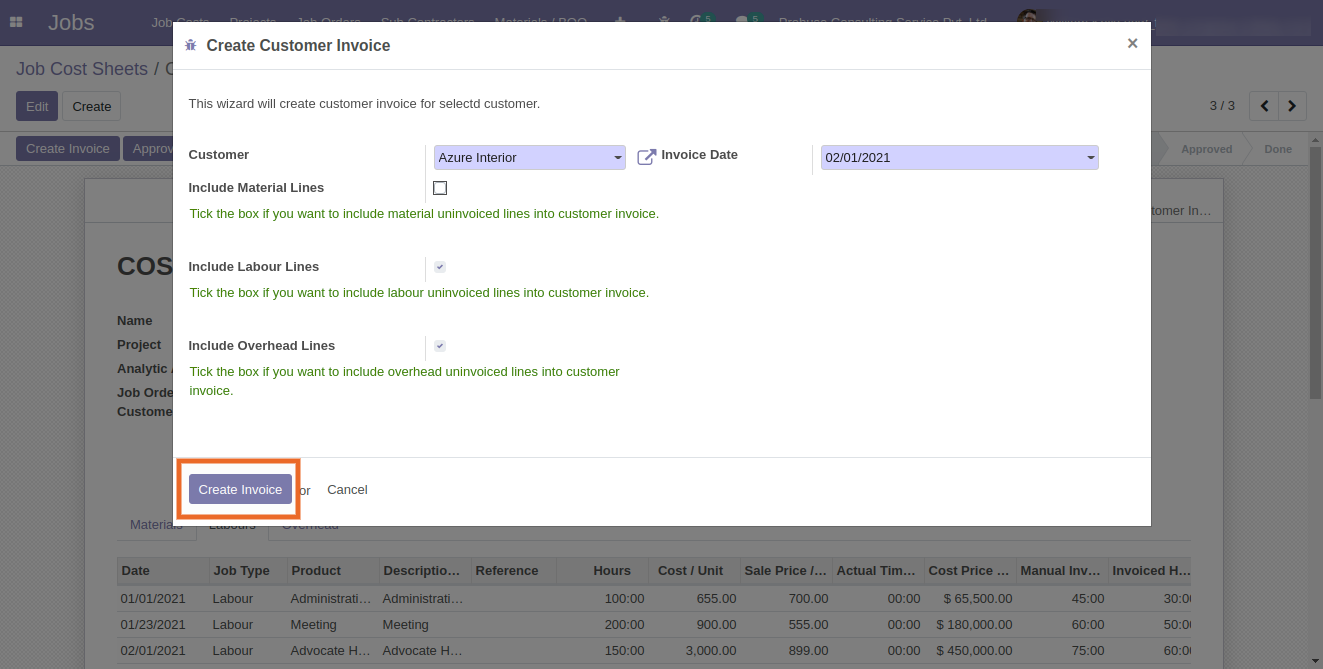 Jobs Job Costs Projects Job Orders Sub Contractors Materials / BOQ 5 5 Probuse Consulting Service Pvt. Ltd.
Create Customer Invoice ×
Job Cost Sheets /
Edit Create 3 / 3
This wizard will create customer invoice for selectd customer.
Create Invoice Approv Approved Done
Customer Azure Interior Invoice Date 02/01/2021
Include Material Lines
Tick the box if you want to include material uninvoiced lines into customer invoice.
tomer In…
COS
Include Labour Lines
Tick the box if you want to include labour uninvoiced lines into customer invoice.
Name
Project
Include Overhead Lines
Analytic
Tick the box if you want to include overhead uninvoiced lines into customer
invoice.
Job Orde
Custome
Create Invoice or Cancel
Materials Labours Overhead
Date Job Type Product Descriptio… Reference Hours Cost / Unit Sale Price /… Actual Tim… Cost Price … Manual Inv… Invoiced H…
01/01/2021 Labour Administrati… Administrati… 100:00 655.00 700.00 00:00 $ 65,500.00 45:00 30:00
01/23/2021 Labour Meeting Meeting 200:00 900.00 555.00 00:00 $ 180,000.00 60:00 50:00
02/01/2021 Labour Advocate H… Advocate H… 150:00 3,000.00 899.00 00:00 $ 450,000.00 75:00 60:00